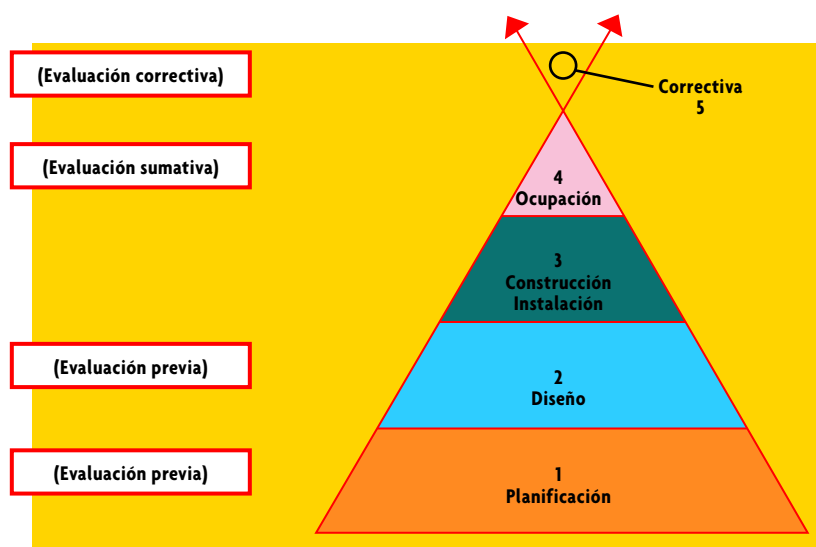 (Evaluación correctiva)
Correctiva
5
(Evaluación sumativa)
4
Ocupación
3
Construcción
Instalación
(Evaluación previa)
2
Diseño
(Evaluación previa)
1
Planificación